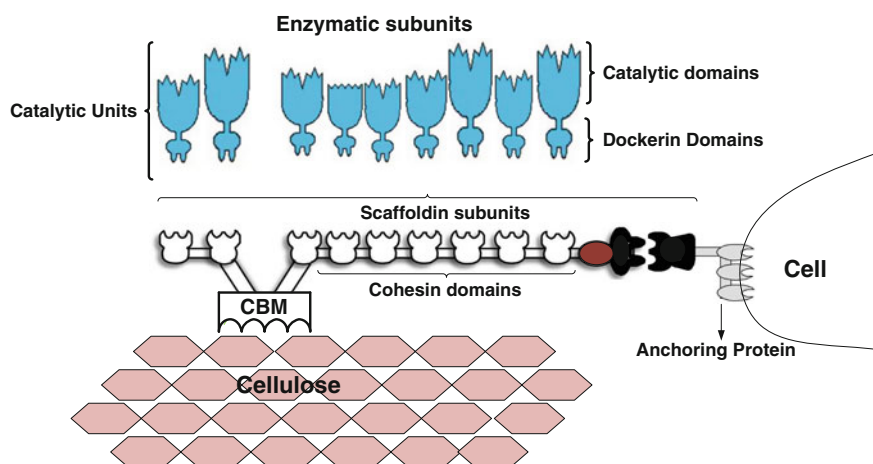 Enzymatic subunits
Catalytic Units
Catalytic domains
Dockerin Domains
Scaffoldin subunits
Cohesin domains
CBM
Cell
Anchoring Protein
Cellulose